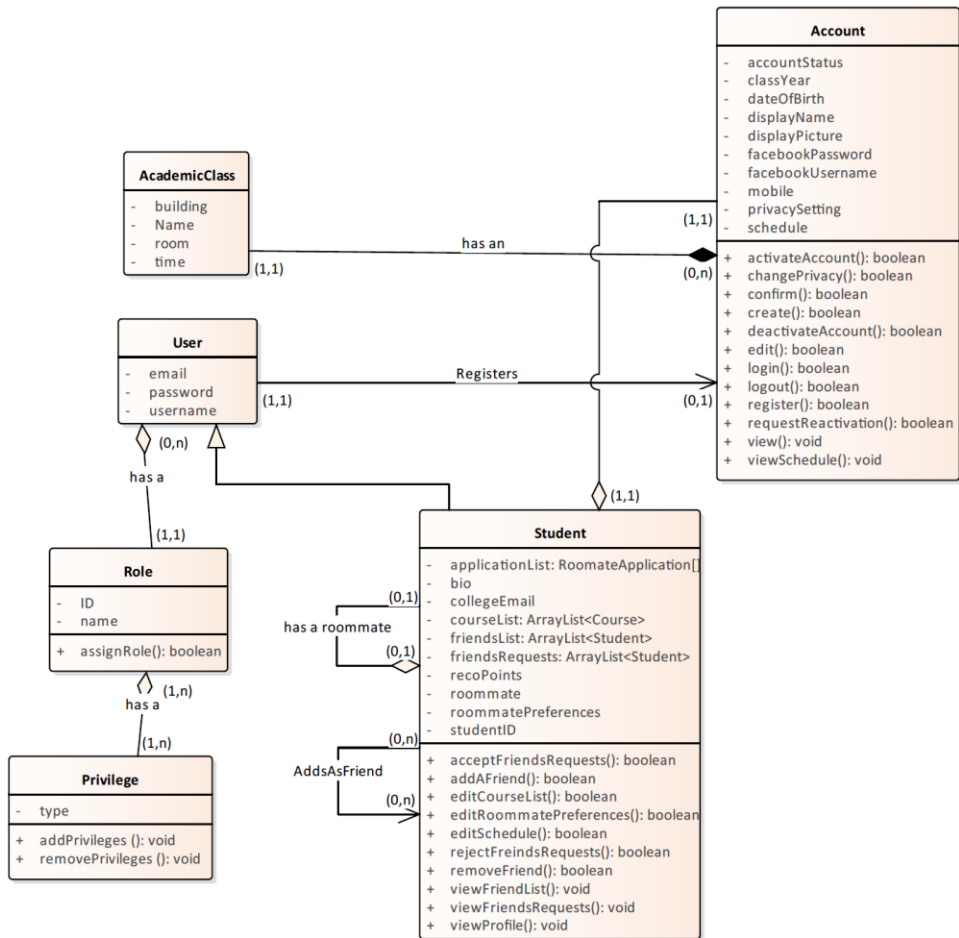 Account
- accountStatus
- classYear
- dateOfBirth
- displayName
- displayPicture
- facebookPassword
- facebookUsername
- mobile
- privacySetting
- schedule
+ activateAccount(): boolean
+ changePrivacy(): boolean
+ confirm(): boolean
+ create(): boolean
+ deactivateAccount(): boolean
+ edit(): boolean
+ login(): boolean
+ logout(): boolean
+ register(): boolean
+ requestReactivation(): boolean
+ view(): void
+ viewSchedule(): void
AcademicClass
- building
- Name
- room
- time
(1,1)
has an
(0,n)
(1,1)
User
- email
- password
- username
(1,1)
Registers
(0,1)
(0,n)
has a
(1,1)
Role
- ID
- name
+ assignRole(): boolean
(1,n)
has a
(1,n)
Privilege
- type
+ addPrivileges (): void
+ removePrivileges (): void
(1,1)
Student
- applicationList: RoomateApplication[]
- bio
- collegeEmail
- courseList: ArrayList<Course>
- friendsList: ArrayList<Student>
- friendsRequests: ArrayList<Student>
- recoPoints
- roommate
- roommatePreferences
- studentID
+ acceptFriendsRequests(): boolean
+ addAFriend(): boolean
+ editCourseList(): boolean
+ editRoommatePreferences(): boolean
+ editSchedule(): boolean
+ rejectFreindsRequests(): boolean
+ removeFriend(): boolean
+ viewFriendList(): void
+ viewFriendsRequests(): void
+ viewProfile(): void
(0,1)
has a roommate
(0,1)
(0,n)
AddsAsFriend
(0,n)